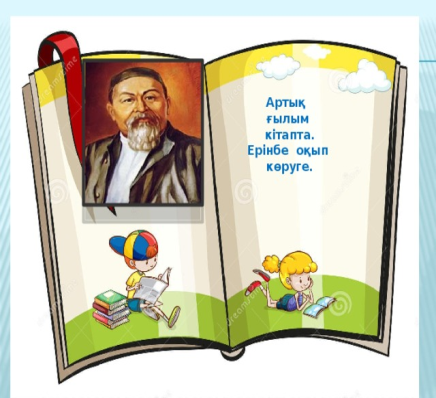 Артық
ғылым
кітапта.
Ерінбе оқып
көруге.